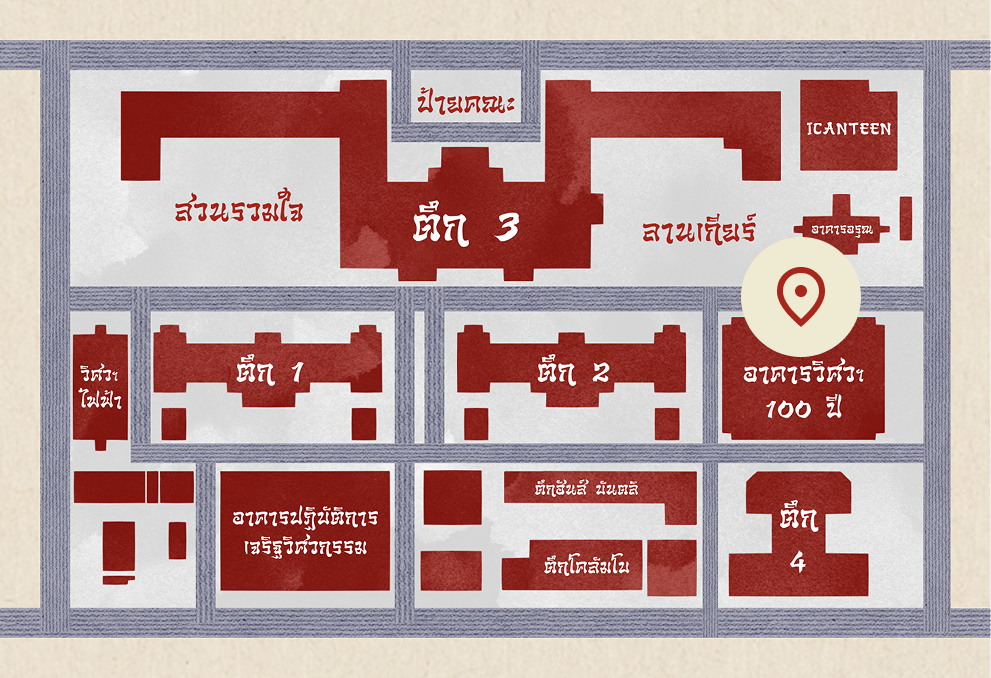 ป้ายคณะ
ICANTEEN
สวนรวมใจ
ตึก 3
ลานเกียร์
อาคารอรุณ
วิศวฯ
ไฟฟ้า
ตึก 1
ตึก 2
อาคารวิศวฯ
100 ปี
อาคารปฏิบัติการ
เจริฐวิศวกรรม
ตึกฮันส์ บันตลิ
ตึกโคลัมโบ
ตึก
4